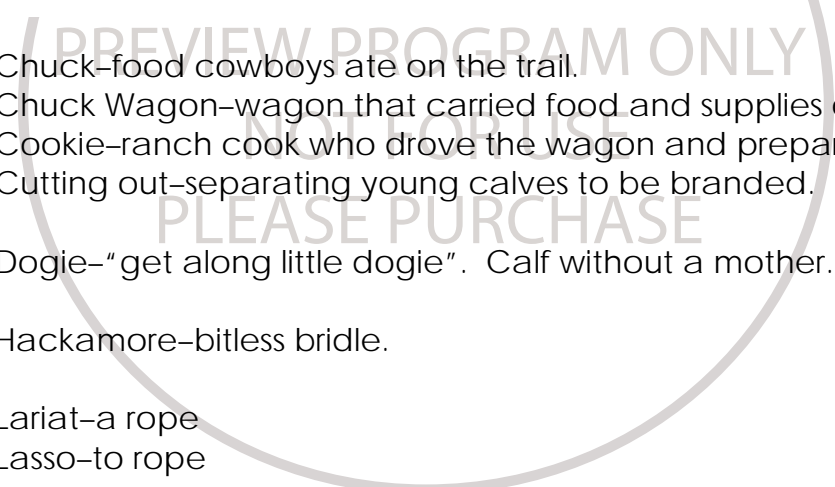 PREVIEW PROGRAM ONLY
Chuck–food cowboys ate on the trail.
Chuck Wagon–wagon that carried food and supplies
NOT FOR USE
Cookie–ranch cook who drove the wagon and
Cutting out–separating young calves to be branded.
PLEASE PURCHASE
Dogie–"get along little dogie". Calf without a mother.
Hackamore–bitless bridle.
Lariat–a rope
Lasso–to rope